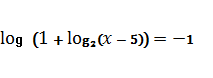 log (1 + log₂(x − 5)) = −1